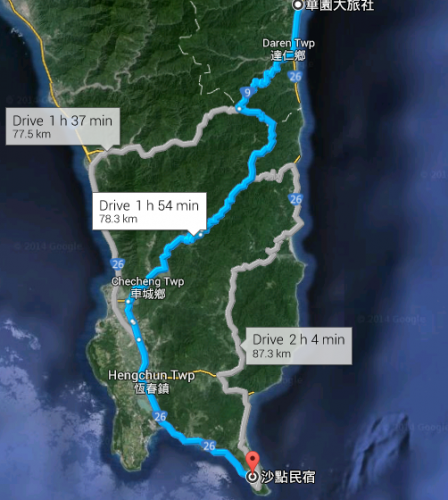 華園大旅社
Daren Twp
達仁鄉
26
9
Drive 1 h 37 min
77.5 km
26
Drive 1 h 54 min
78.3 km
26
Checheng Twp
車城鄉
Drive 2 h 4 min
87.3 km
Hengchun Twp
恆春鎮
26
26
沙點民宿